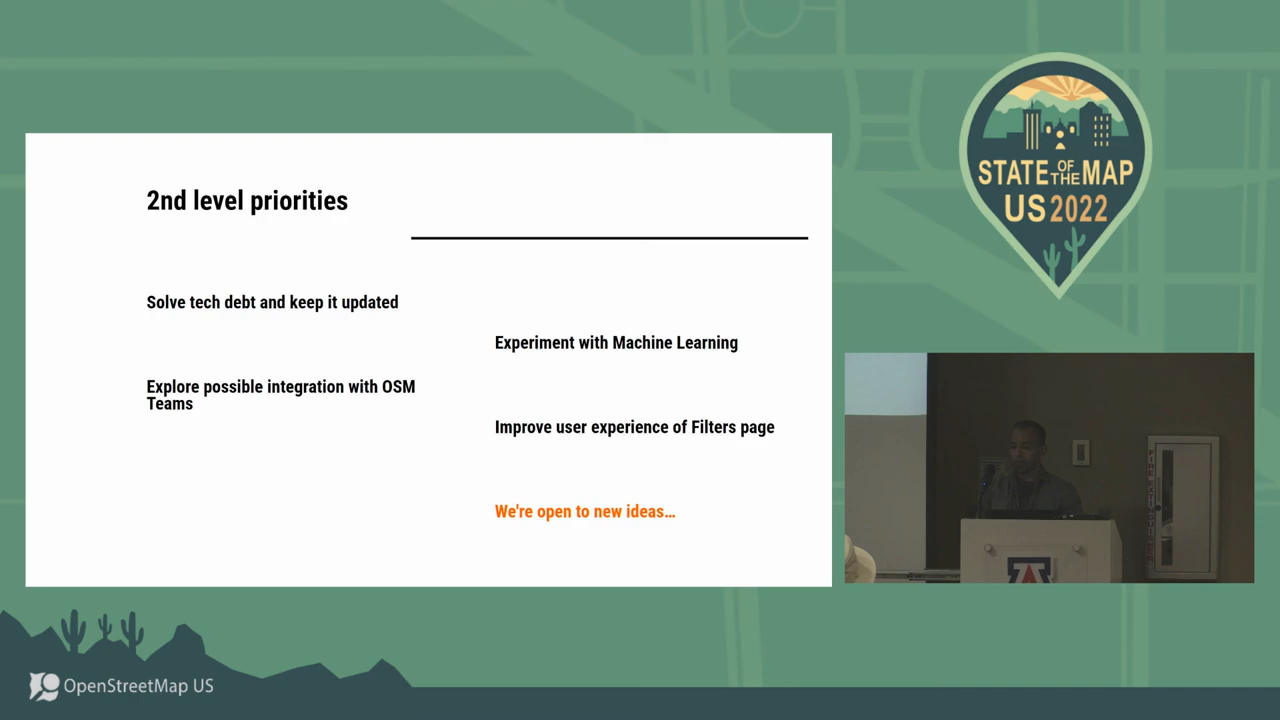 2nd level priorities
Solve tech debt and keep it updated
Explore possible integration with OSM
Teams
Experiment with Machine Learning
Improve user experience of Filters page
We're open to new ideas...
STATE OF THE MAP
US 2022
FIRE EXTINGUISHER
A
OpenStreetMap US